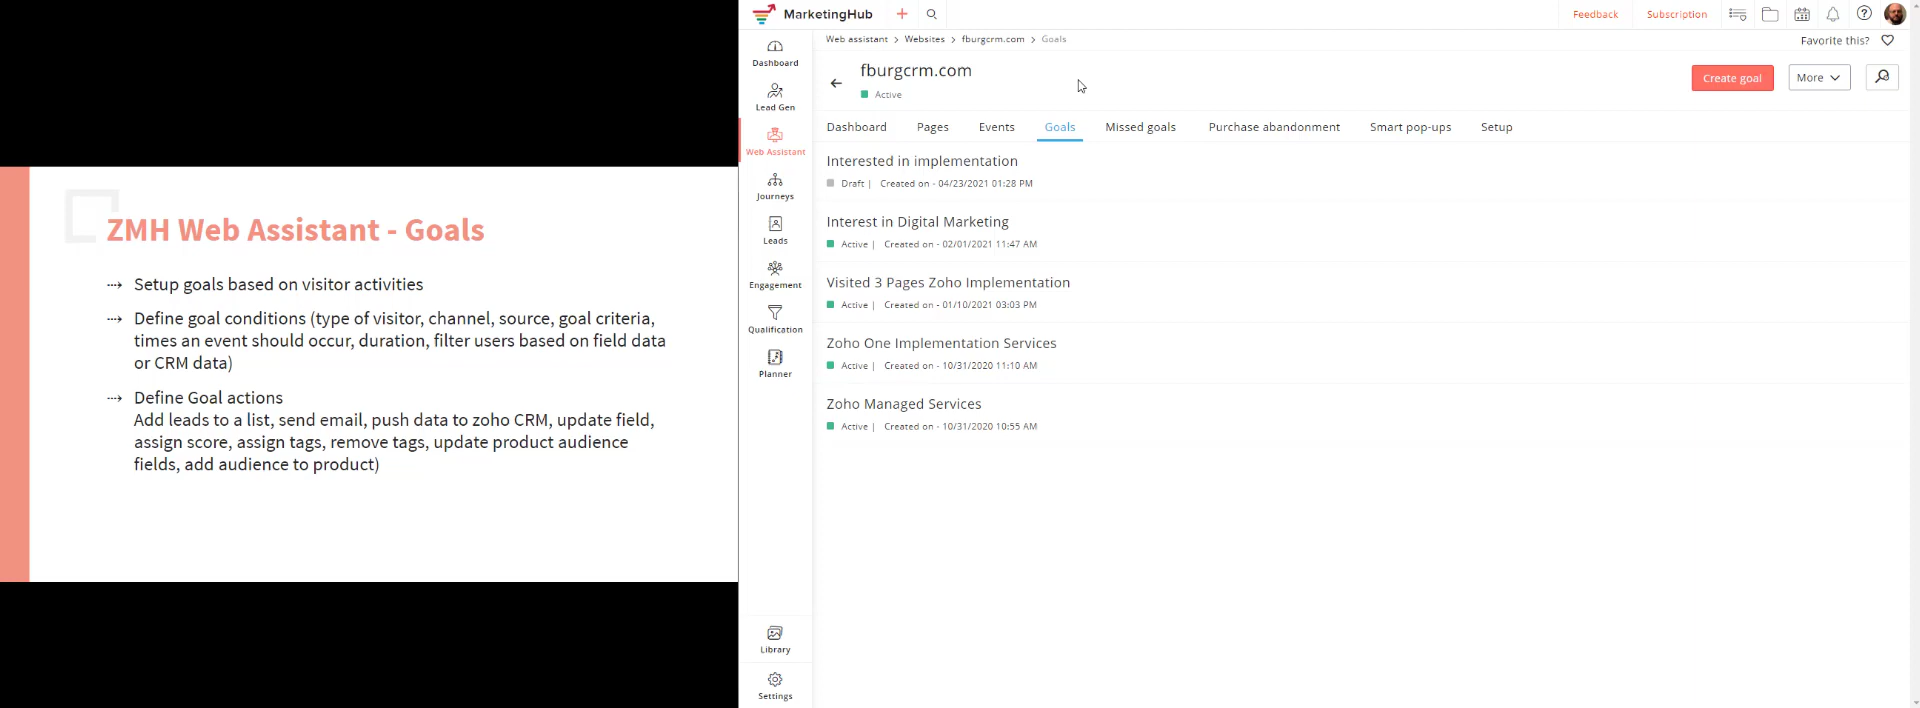 ZMH Web Assistant - Goals
Setup goals based on visitor activities
Define goal conditions (type of visitor, channel, source, goal criteria,
times an event should occur, duration, filter users based on field data
or CRM data)
Define Goal actions
Add leads to a list, send email, push data to zoho CRM, update field,
assign score, assign tags, remove tags, update product audience
fields, add audience to product)
MarketingHub
Feedback
Subscription
Dashboard
Lead Gen
Web Assistant
Journeys
Leads
Engagement
Qualification
Planner
Library
Settings
Web assistant > Websites > fburgcrm.com > Goals
Favorite this?
fburgcrm.com
Active
Create goal
More
Dashboard Pages Events Goals Missed goals Purchase abandonment Smart pop-ups Setup
Interested in implementation
Draft | Created on - 04/23/2021 01:28 PM
Interest in Digital Marketing
Active | Created on - 02/01/2021 11:47 AM
Visited 3 Pages Zoho Implementation
Active | Created on - 01/10/2021 03:03 PM
Zoho One Implementation Services
Active | Created on - 10/31/2020 11:10 AM
Zoho Managed Services
Active | Created on - 10/31/2020 10:55 AM